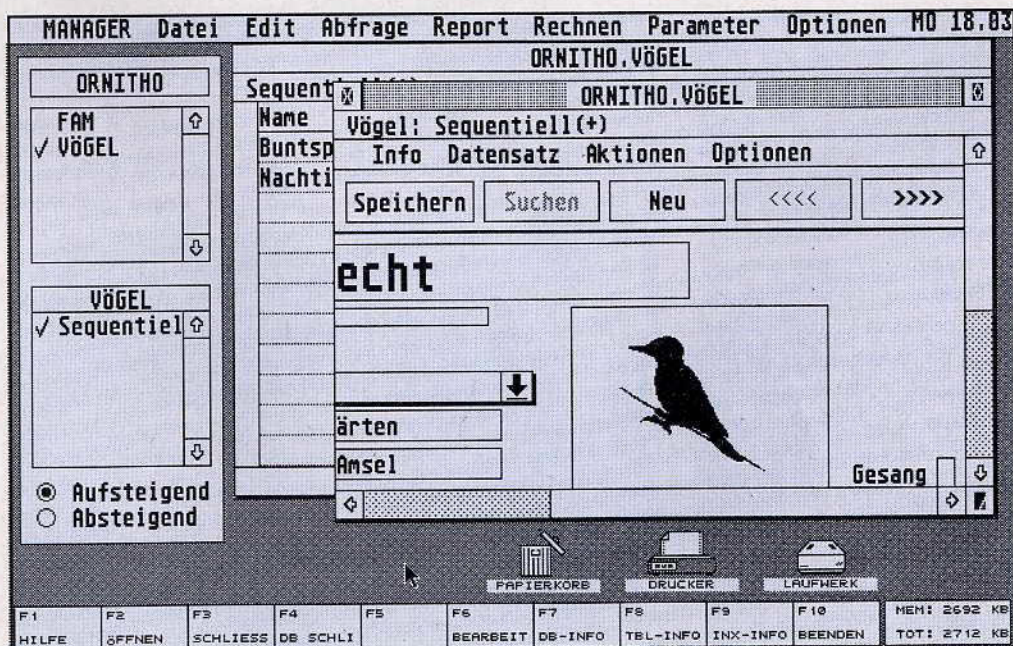 MANAGER Datei Edit Abfrage Report Rechnen Parameter Optionen MO 18.03
ORNITHO
FAM
✓ VÖGEL
VÖGEL
✓ Sequentiel
Aufsteigend
Absteigend
ORNITHO.VÖGEL
Sequent
Name
Buntsp
Nachti
ORNITHO.VÖGEL
Vögel: Sequentiell(+)
Info Datensatz Aktionen Optionen
Speichern Suchen Neu <<<< >>>>
echt
ärten
Amsel
Gesang
PAPIERKORB DRUCKER LAUFWERK
F1 F2 F3 F4 F5 F6 F7 F8 F9 F10 MEM: 2692 KB
HILFE ÖFFNEN SCHLIESS DB SCHLI BEARBEIT DB-INFO TBL-INFO INX-INFO BEENDEN TOT: 2712 KB